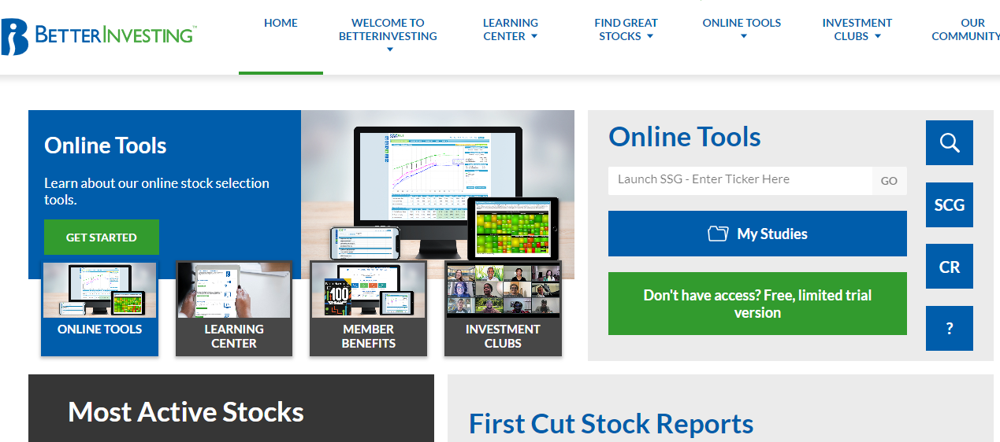 BETTERINVESTING™
HOME
WELCOME TO
BETTERINVESTING
LEARNING
CENTER
FIND GREAT
STOCKS
ONLINE TOOLS
INVESTMENT
CLUBS
OUR
COMMUNITY
Online Tools
Learn about our online stock selection
tools.
GET STARTED
ONLINE TOOLS
LEARNING
CENTER
100
MEMBER
BENEFITS
INVESTMENT
CLUBS
Online Tools
Launch SSG - Enter Ticker Here
GO
My Studies
Don't have access? Free, limited trial
version
SCG
CR
?
Most Active Stocks
First Cut Stock Reports